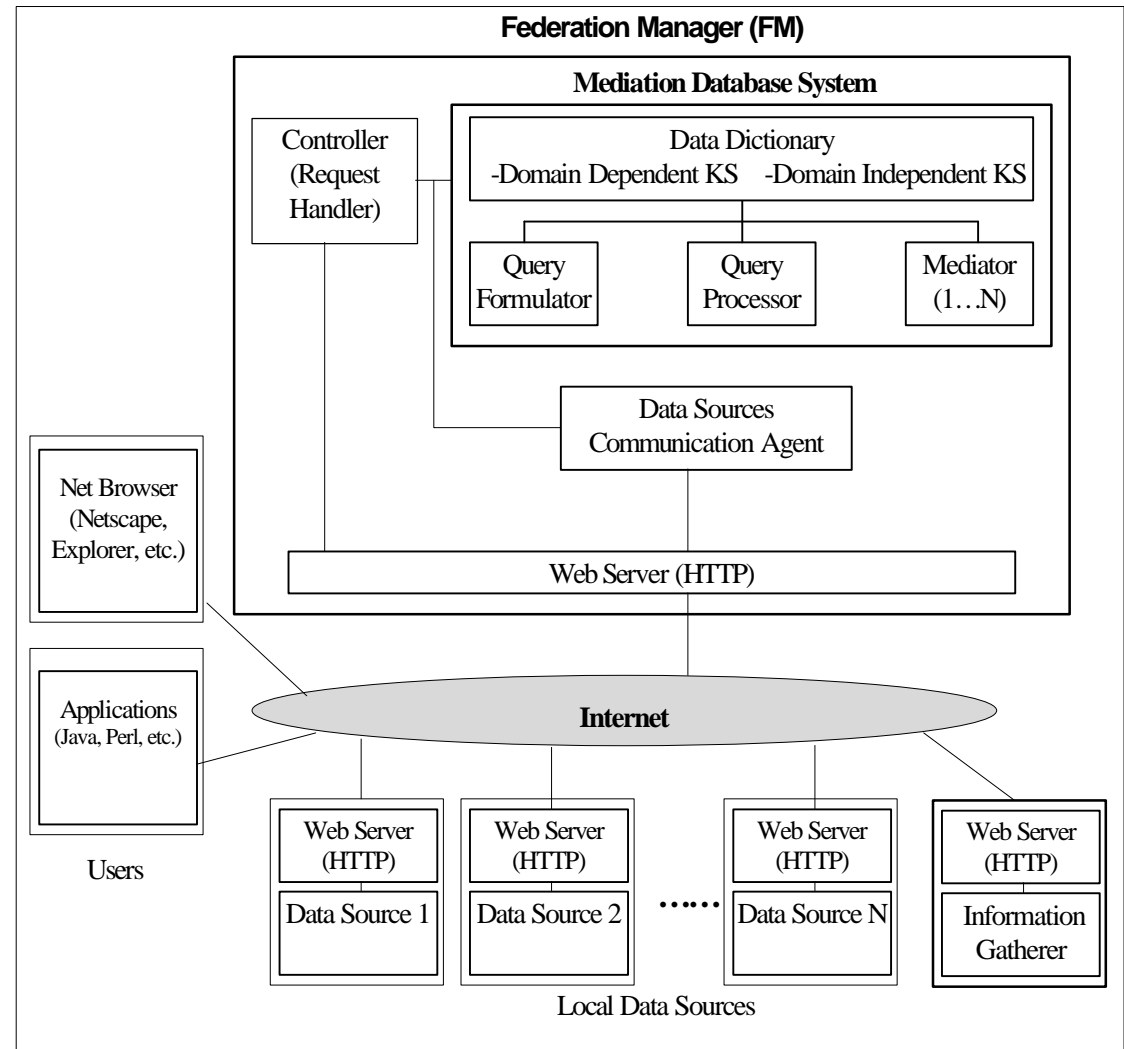 Federation Manager (FM)
Mediation Database System
Controller
(Request
Handler)
Data Dictionary
-Domain Dependent KS -Domain Independent KS
Query
Formulator
Query
Processor
Mediator
(1…N)
Data Sources
Communication Agent
Net Browser
(Netscape,
Explorer, etc.)
Web Server (HTTP)
Applications
(Java, Perl, etc.)
Internet
Users
Web Server
(HTTP)
Data Source 1
Web Server
(HTTP)
Data Source 2
……
Web Server
(HTTP)
Data Source N
Web Server
(HTTP)
Information
Gatherer
Local Data Sources